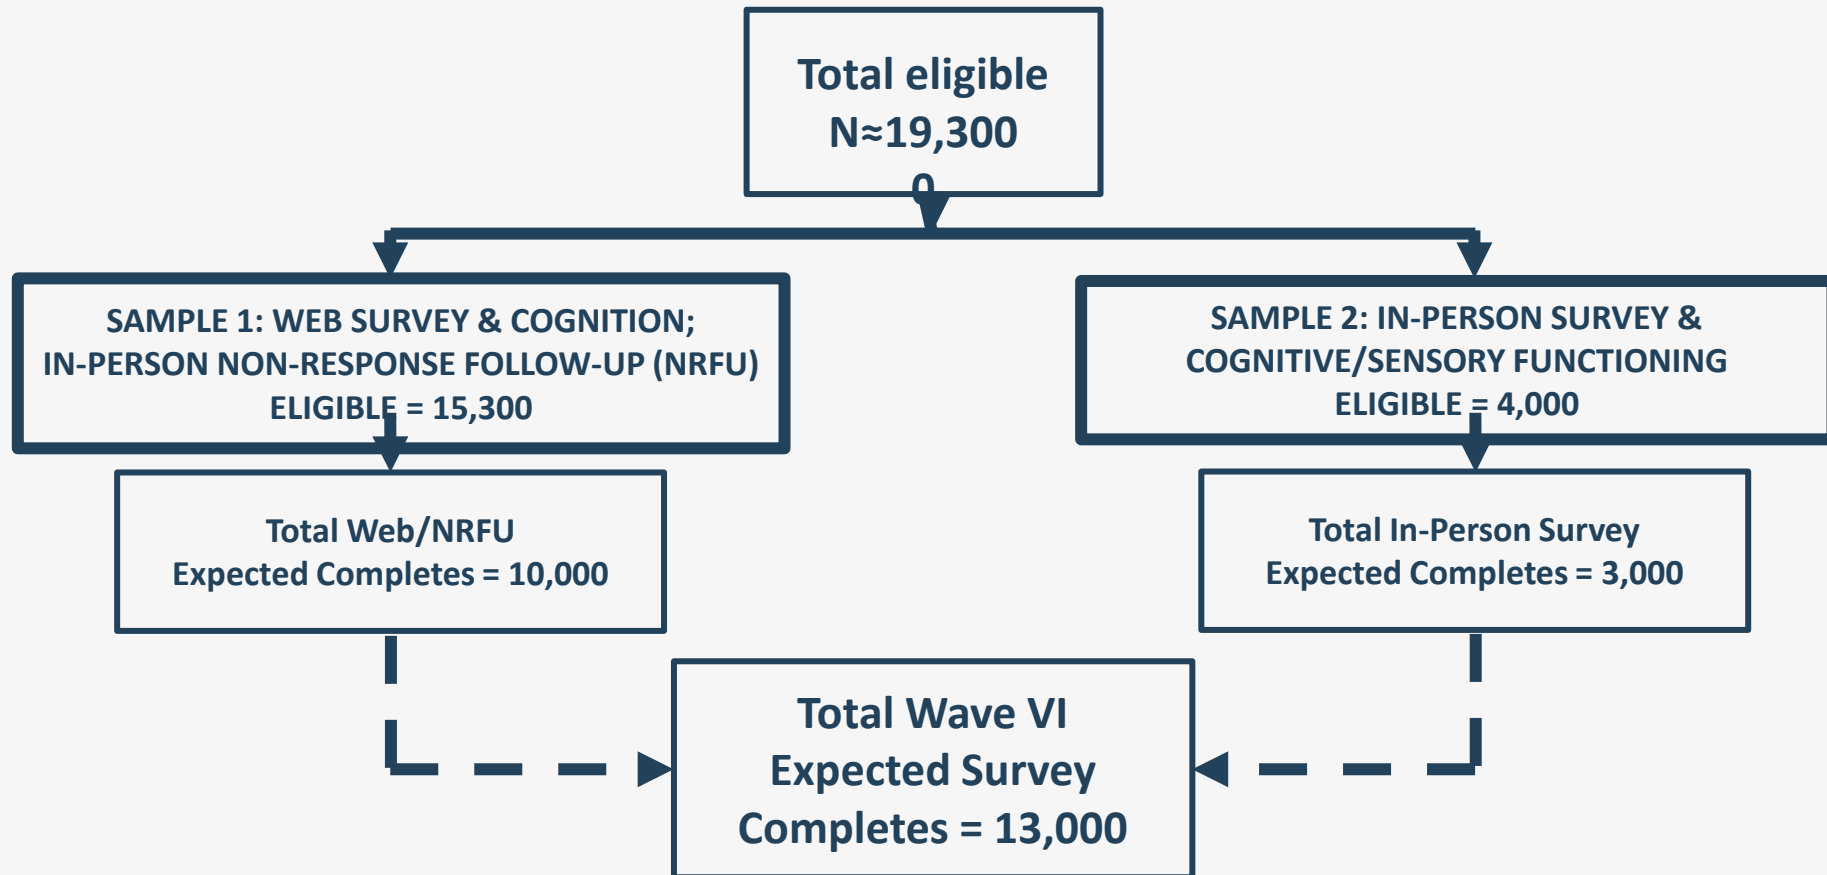 Total eligible
N≈19,300
0
SAMPLE 1: WEB SURVEY & COGNITION;
IN-PERSON NON-RESPONSE FOLLOW-UP (NRFU)
ELIGIBLE = 15,300
SAMPLE 2: IN-PERSON SURVEY &
COGNITIVE/SENSORY FUNCTIONING
ELIGIBLE = 4,000
Total Web/NRFU
Expected Completes = 10,000
Total In-Person Survey
Expected Completes = 3,000
Total Wave VI
Expected Survey
Completes = 13,000